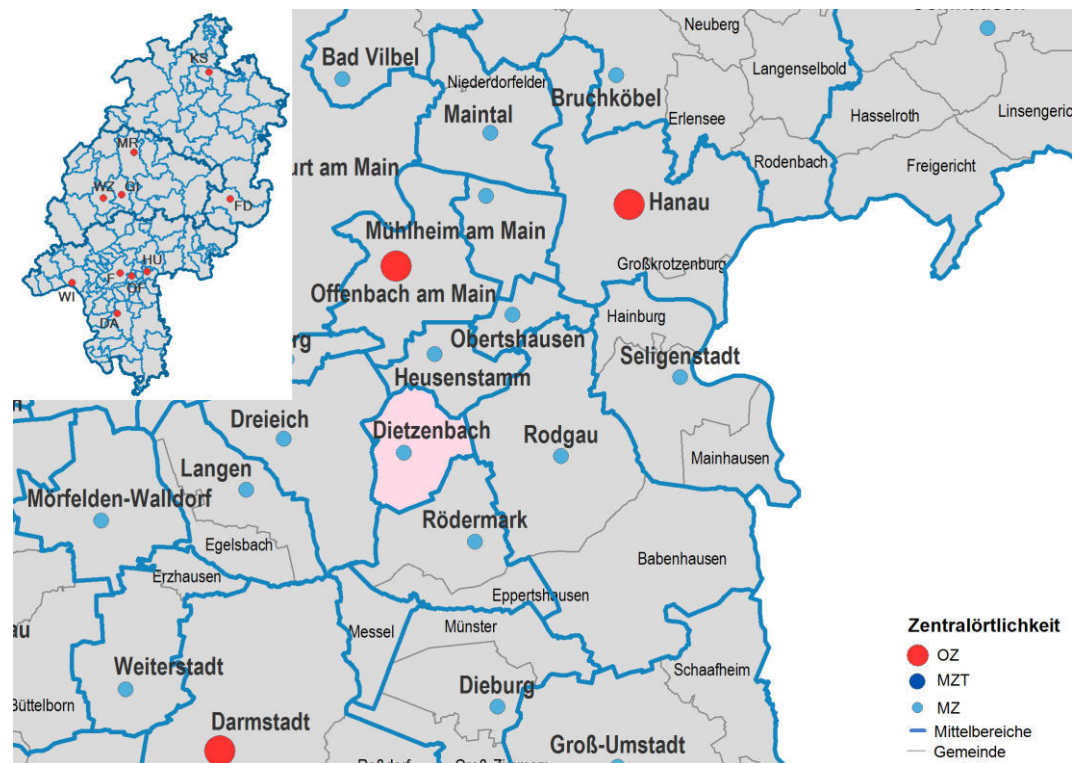 KS
MR
WZ
GI
FD
HU
F
OF
WI
DA
Neuberg
Bad Vilbel
Niederdorfelden
Langenselbold
Bruchköbel
Maintal
Erlensee
Hasselroth
Linsengeric
Rodenbach
Freigericht
urt am Main
Hanau
Mühlheim am Main
Großkrotzenburg
Offenbach am Main
Hainburg
Obertshausen
rg
Seligenstadt
Heusenstamm
Dreieich
Dietzenbach
Rodgau
Mainhausen
Langen
Mörfelden-Walldorf
Rödermark
Egelsbach
Babenhausen
Erzhausen
Eppertshausen
au
Messel
Münster
Schaafheim
Weiterstadt
Dieburg
Büttelborn
Darmstadt
Groß-Umstadt
Zentralörtlichkeit
OZ
MZT
MZ
Mittelbereiche
Gemeinde